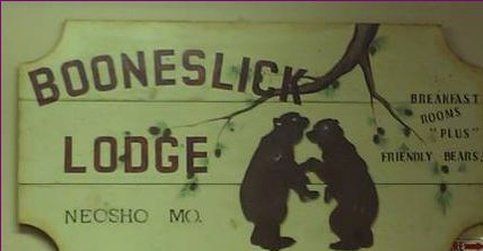 BOONESLICK
LODGE
NEOSHO MO.
BREAKFAST
ROOMS
"PLUS"
FRIENDLY BEARS